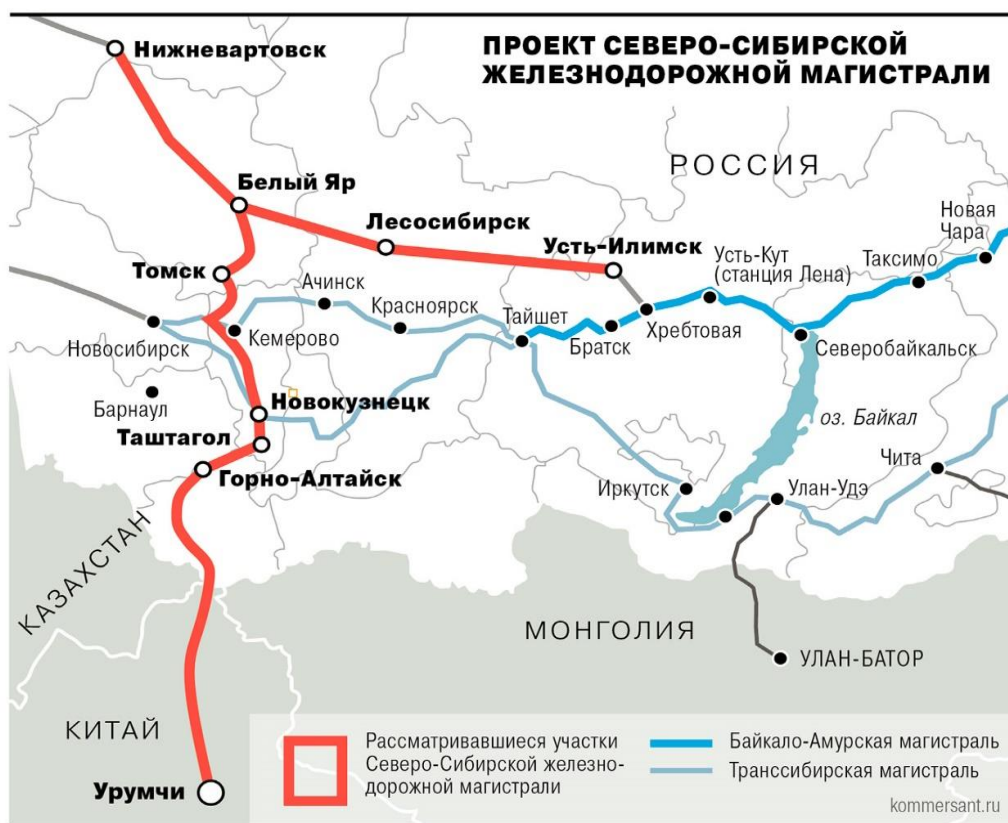 Нижневартовск
ПРОЕКТ СЕВЕРО-СИБИРСКОЙ
ЖЕЛЕЗНОДОРОЖНОЙ МАГИСТРАЛИ
РОССИЯ
Белый Яр
Лесосибирск
Усть-Илимск
Новая
Чара
Усть-Кут
(станция Лена)
Таксимо
Томск
Ачинск
Красноярск
Тайшет
Хребтовая
Новосибирск
Кемерово
Братск
Северобайкальск
Барнаул
Новокузнецк
оз. Байкал
Таштагол
Горно-Алтайск
Чита
Иркутск
Улан-Удэ
КАЗАХСТАН
МОНГОЛИЯ
УЛАН-БАТОР
КИТАЙ
Урумчи
Рассматривавшиеся участки
Северо-Сибирской железно-
дорожной магистрали
Байкало-Амурская магистраль
Транссибирская магистраль
kommersant.ru